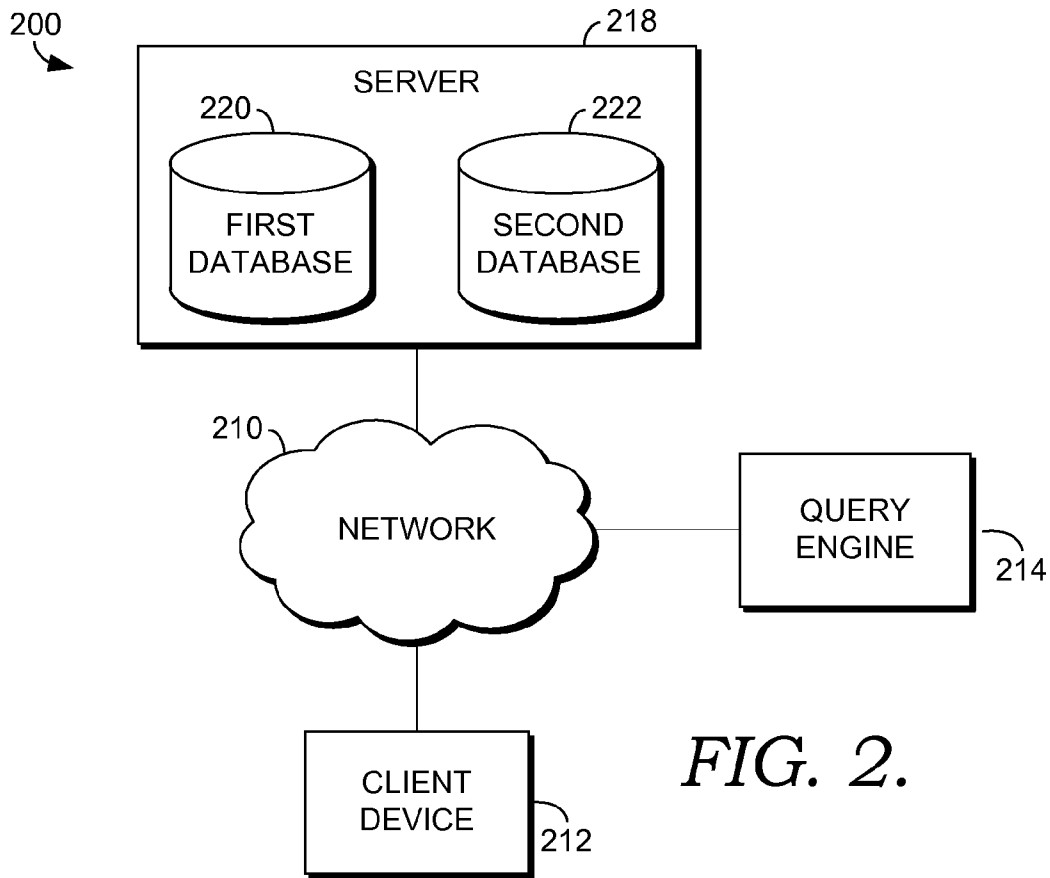 200
218
SERVER
220
222
FIRST
DATABASE
SECOND
DATABASE
210
NETWORK
QUERY
ENGINE
214
CLIENT
DEVICE
212
FIG. 2.